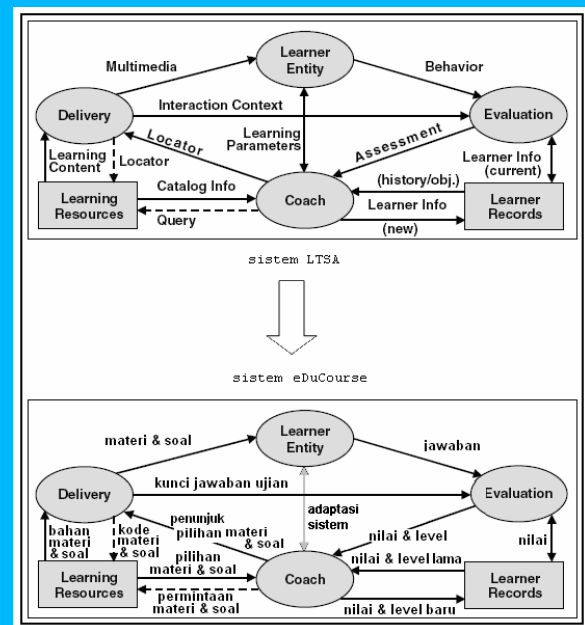 Learner
Entity
Multimedia
Behavior
Delivery
Interaction Context
Evaluation
Locator
Learning
Parameters
Assessment
Learning
Content
Locator
Learner Info
(current)
Catalog Info
(history/obj.)
Learning
Resources
Coach
Learner Info
Learner
Records
Query
(new)
sistem LTSA
sistem eDuCourse
Learner
Entity
materi & soal
jawaban
kunci jawaban ujian
Delivery
Evaluation
adaptasi
sistem
penunjuk
pilihan materi
& soal
nilai & level
bahan
materi
& soal
kode
materi
& soal
nilai
pilihan
materi & soal
nilai & level lama
Learning
Resources
Coach
Learner
Records
permintaan
materi & soal
nilai & level baru